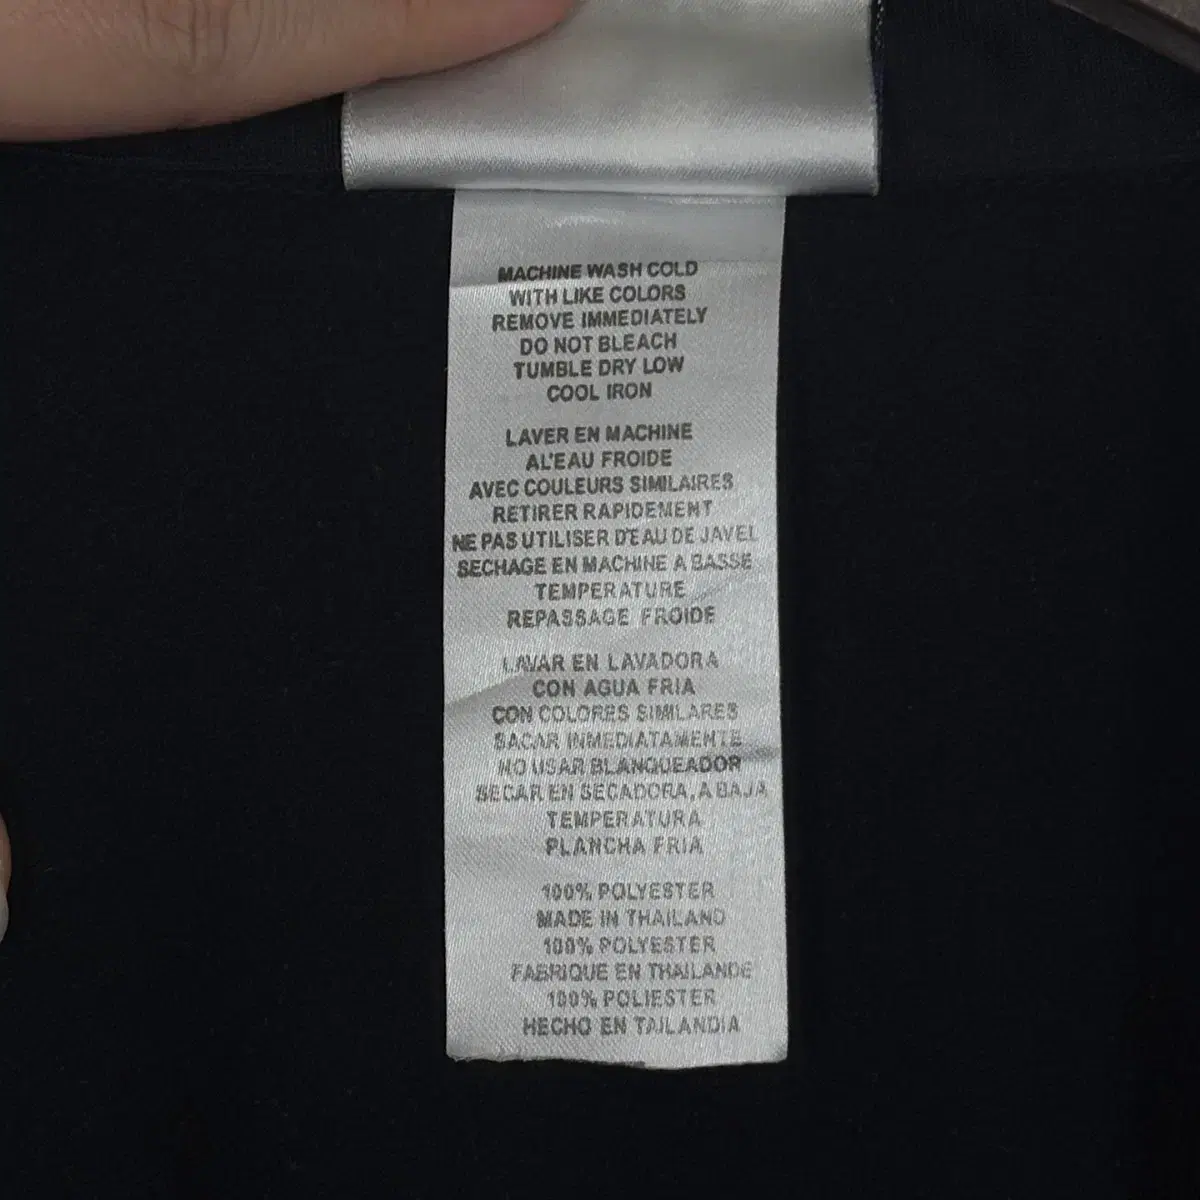 MACHINE WASH COLD
WITH LIKE COLORS
REMOVE IMMEDIATELY
DO NOT BLEACH
TUMBLE DRY LOW
COOL IRON
LAVER EN MACHINE
AL'EAU FROIDE
AVEC COULEURS SIMILAIRES
RETIRER RAPIDEMENT
NE PAS UTILISER D'EAU DE JAVEL
SECHAGE EN MACHINE A BASSE
TEMPERATURE
REPASSAGE FROIDE
LAVAR EN LAVADORA
CON AGUA FRIA
CON COLORES SIMILARES
SACAR INMEDIATAMENTE
NO USAR BLANQUEADOR
SECAR EN SECADORA, A BAJA
TEMPERATURA
PLANCHA FRIA
100% POLYESTER
MADE IN THAILAND
100% POLYESTER
FABRIQUE EN THAILANDE
100% POLIESTER
HECHO EN TAILANDIA